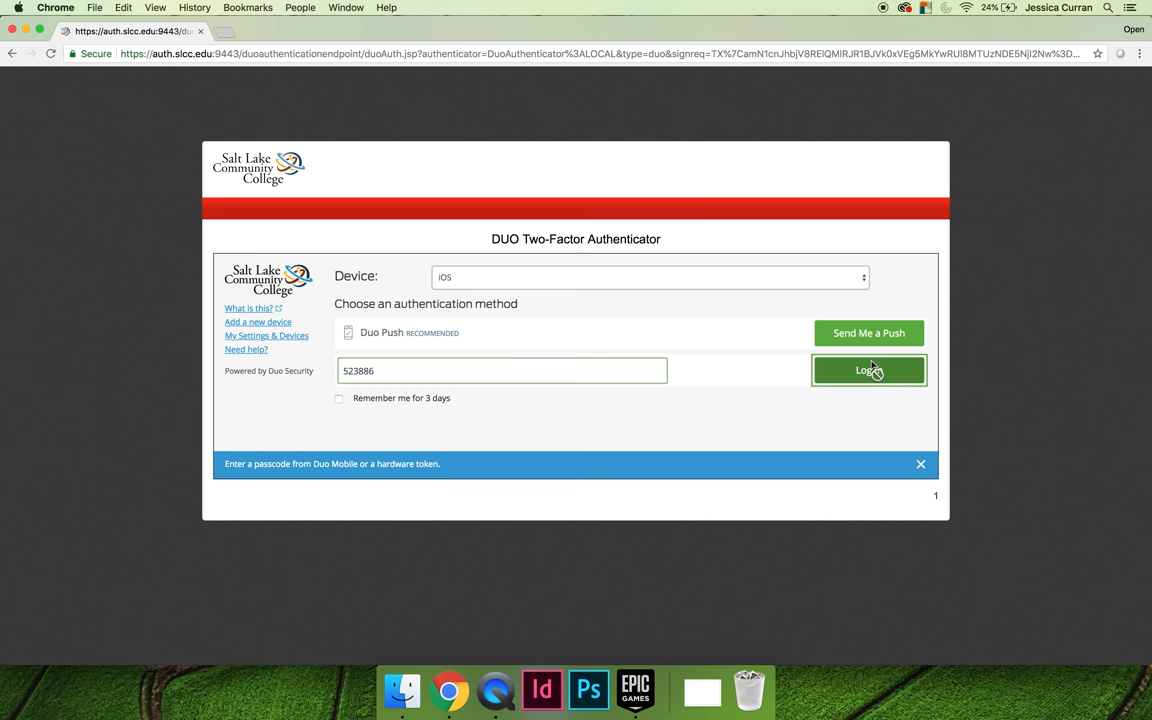 Chrome File Edit View History Bookmarks People Window Help 24% Jessica Curran
https://auth.slcc.edu:9443/du Open
Secure https://auth.slcc.edu:9443/duoauthenticationendpoint/duoAuth.jsp?authenticator=DuoAuthenticator%3ALOCAL&type=duo&signreq=
Salt Lake
Community
College
DUO Two-Factor Authenticator
Salt Lake
Community
College
Device: iOS
Choose an authentication method
What is this?
Add a new device
My Settings & Devices
Need help?
Powered by Duo Security
Duo Push RECOMMENDED Send Me a Push
523886
Remember me for 3 days
Enter a passcode from Duo Mobile or a hardware token.
1
Id Ps EPIC
GAMES